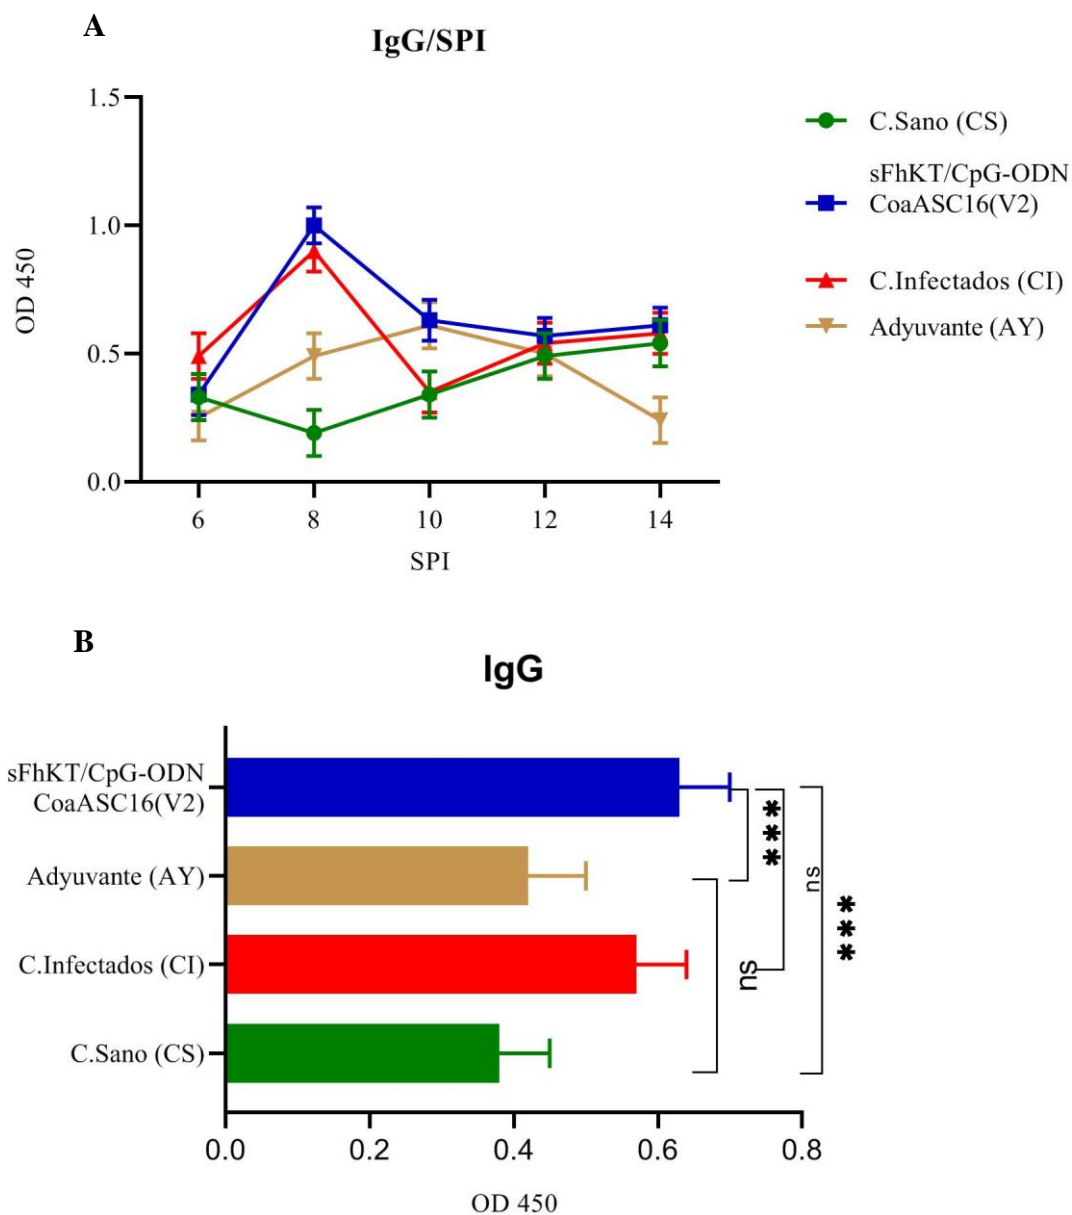 A
IgG/SPI
1.5
1.0
0.5
0.0
OD 450
6 8 10 12 14
SPI
C.Sano (CS)
sFhKT/CpG-ODN
CoaASC16(V2)
C.Infectados (CI)
Adyuvante (AY)
B
IgG
sFhKT/CpG-ODN
CoaASC16(V2)
Adyuvante (AY)
C.Infectados (CI)
C.Sano (CS)
***
ns
ns
***
0.0 0.2 0.4 0.6 0.8
OD 450